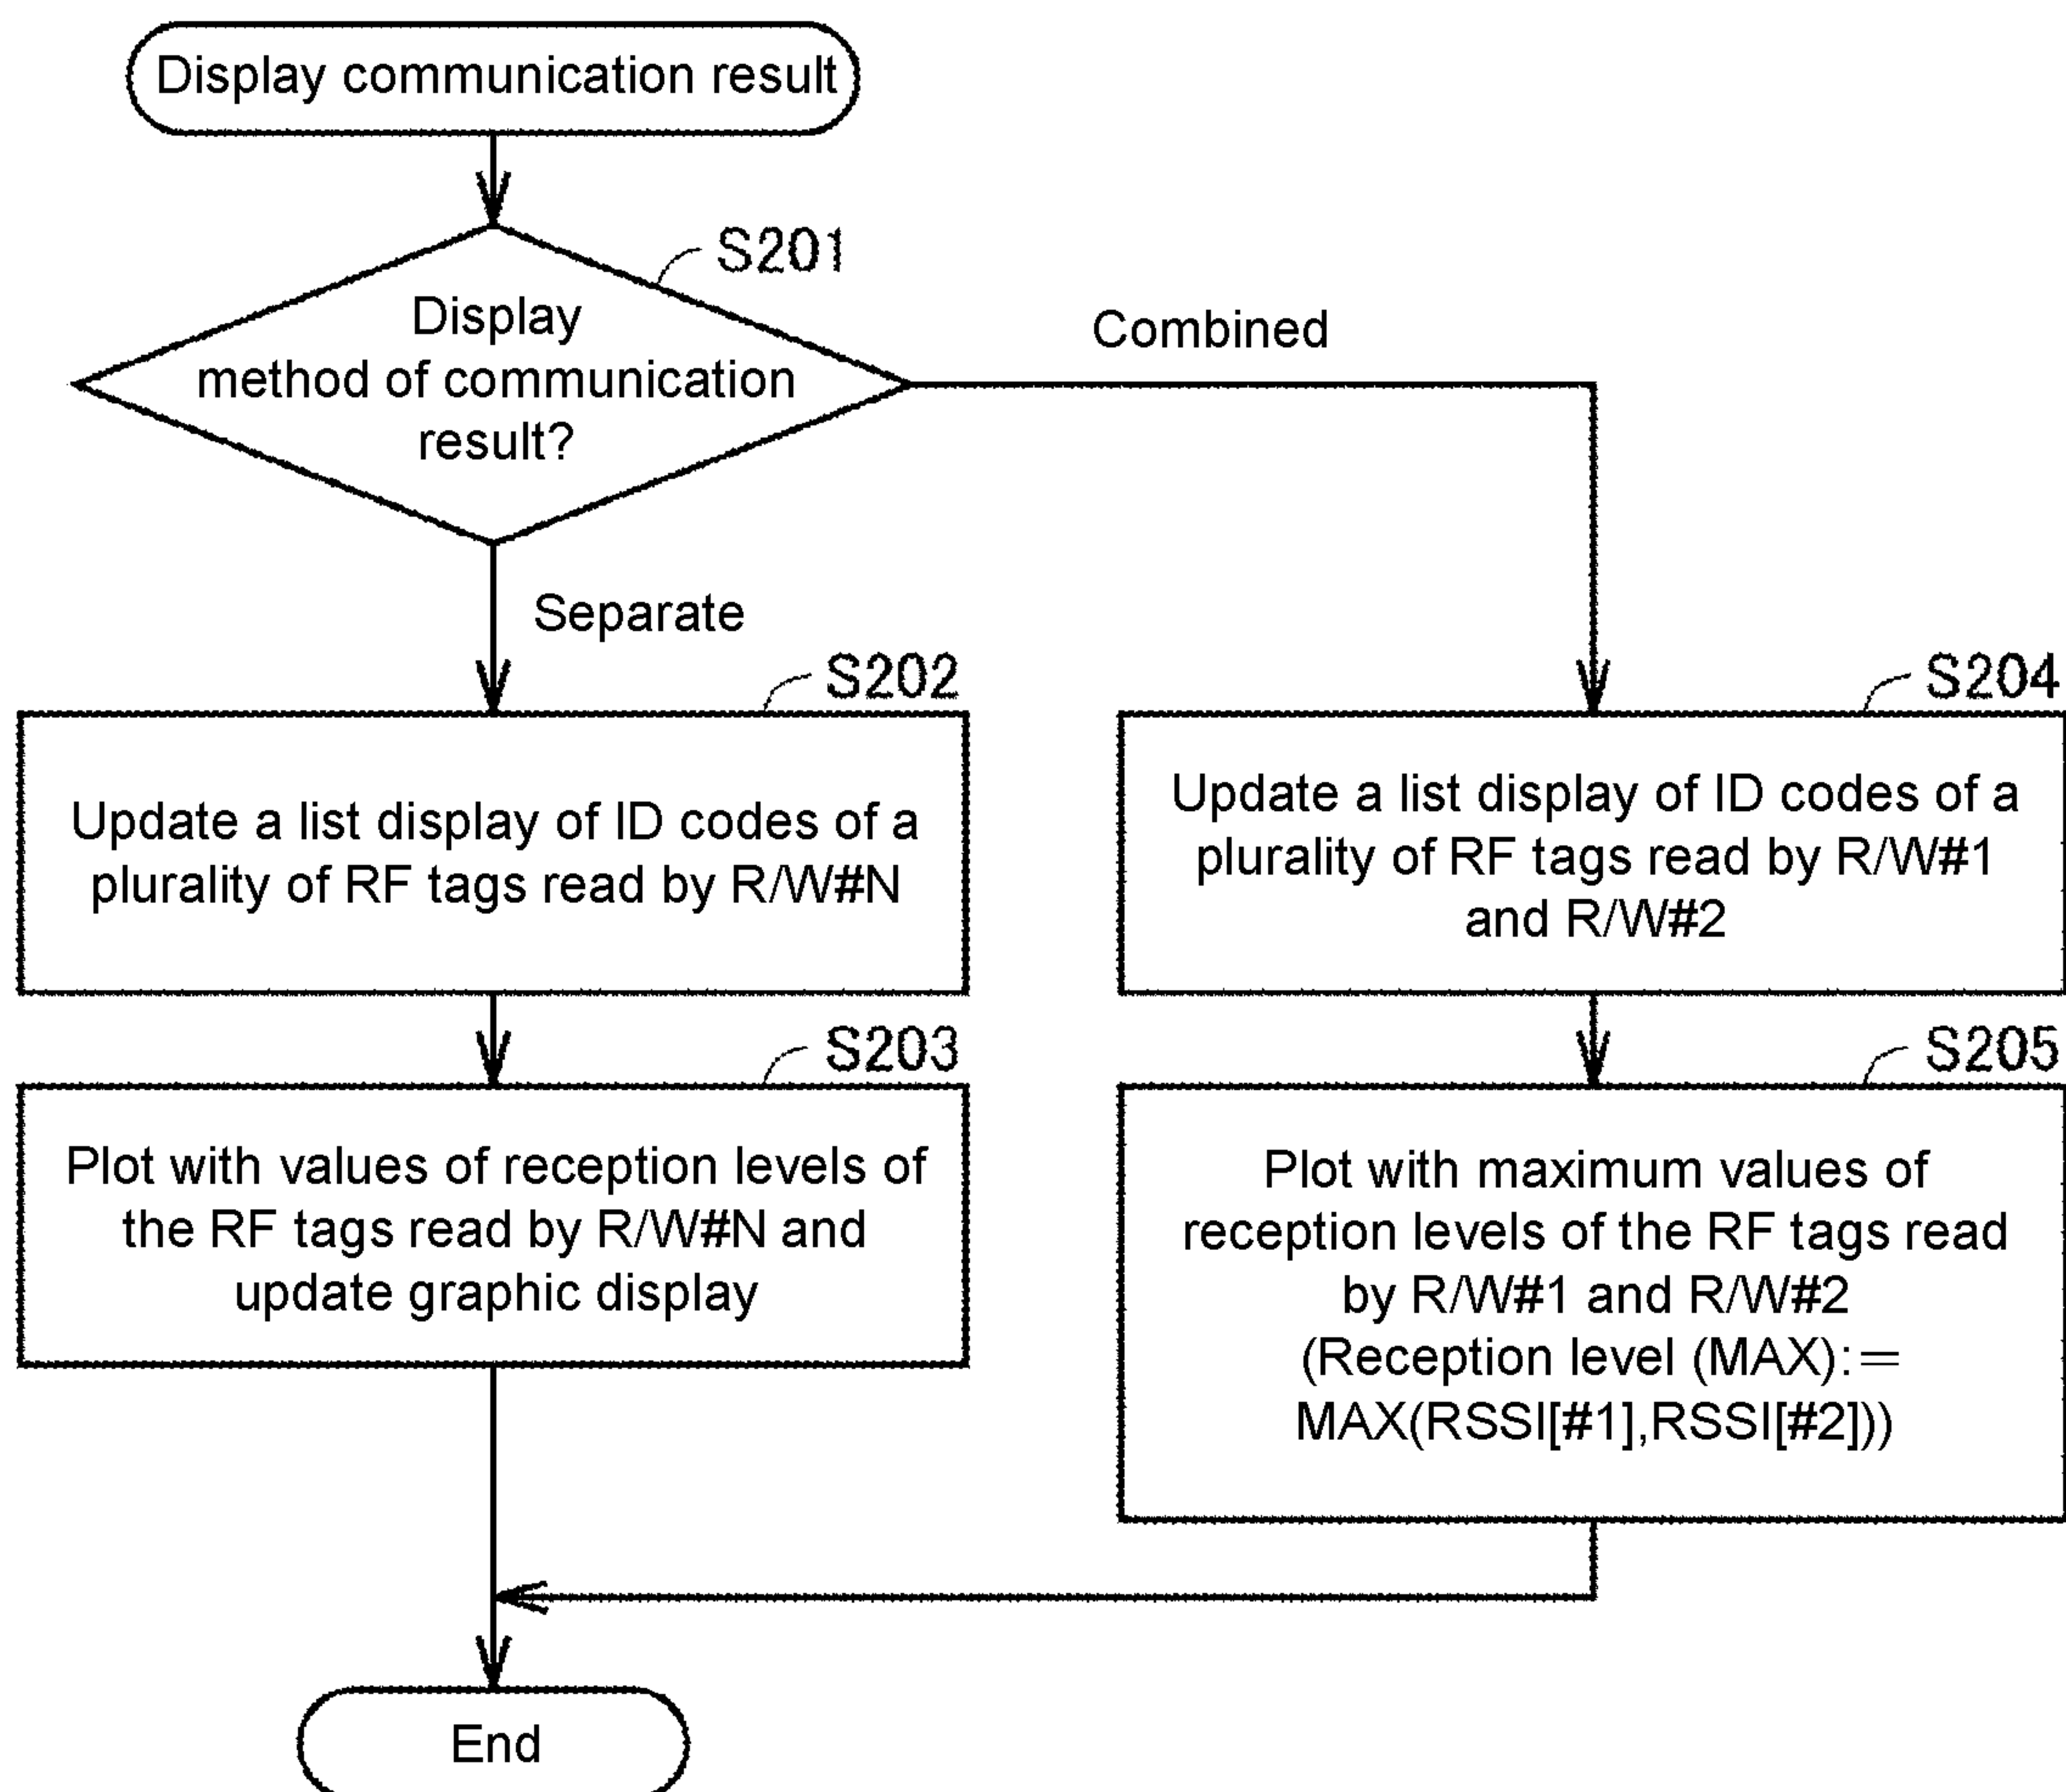 Display communication result
S201
Display
method of communication
result?
Combined
Separate
S202
Update a list display of ID codes of a
plurality of RF tags read by R/W#N
S204
Update a list display of ID codes of a
plurality of RF tags read by R/W#1
and R/W#2
S203
Plot with values of reception levels of
the RF tags read by R/W#N and
update graphic display
S205
Plot with maximum values of
reception levels of the RF tags read
by R/W#1 and R/W#2
(Reception level (MAX):=
MAX(RSSI[#1],RSSI[#2]))
End